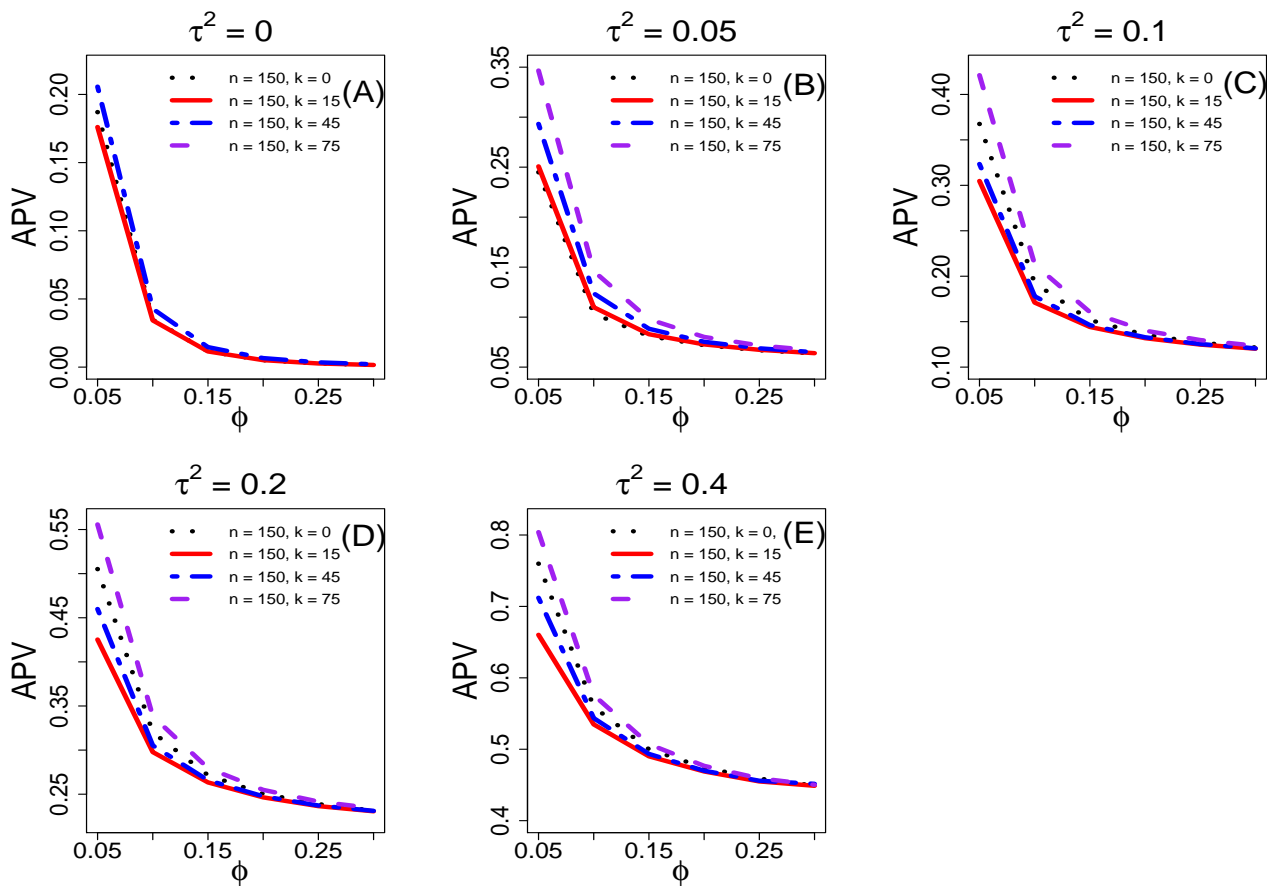 τ² = 0
0.20
0.15
0.10
0.05
0.00
APV
n = 150, k = 0
n = 150, k = 15
n = 150, k = 45
n = 150, k = 75
(A)
0.05
0.15
0.25
ϕ
τ² = 0.05
0.35
0.25
0.15
0.05
APV
n = 150, k = 0
n = 150, k = 15
n = 150, k = 45
n = 150, k = 75
(B)
0.05
0.15
0.25
ϕ
τ² = 0.1
0.40
0.30
0.20
0.10
APV
n = 150, k = 0
n = 150, k = 15
n = 150, k = 45
n = 150, k = 75
(C)
0.05
0.15
0.25
ϕ
τ² = 0.2
0.55
0.45
0.35
0.25
APV
n = 150, k = 0
n = 150, k = 15
n = 150, k = 45
n = 150, k = 75
(D)
0.05
0.15
0.25
ϕ
τ² = 0.4
0.8
0.7
0.6
0.5
0.4
APV
n = 150, k = 0,
n = 150, k = 15
n = 150, k = 45
n = 150, k = 75
(E)
0.05
0.15
0.25
ϕ